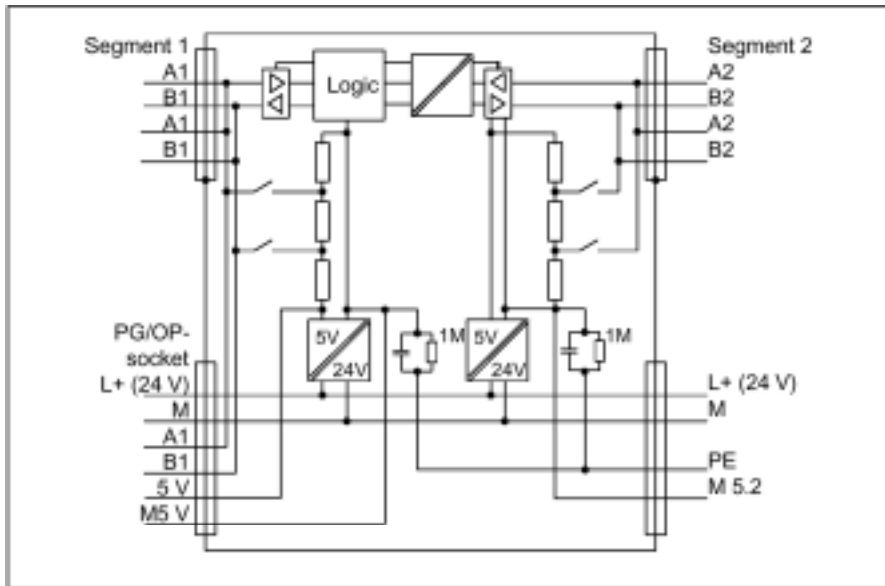 Segment 1
A1
B1
A1
B1
Logic
Segment 2
A2
B2
A2
B2
PG/OP-
socket
L+ (24 V)
M
A1
B1
5 V
M5 V
5V
24V
1M
5V
24V
1M
L+ (24 V)
M
PE
M 5.2